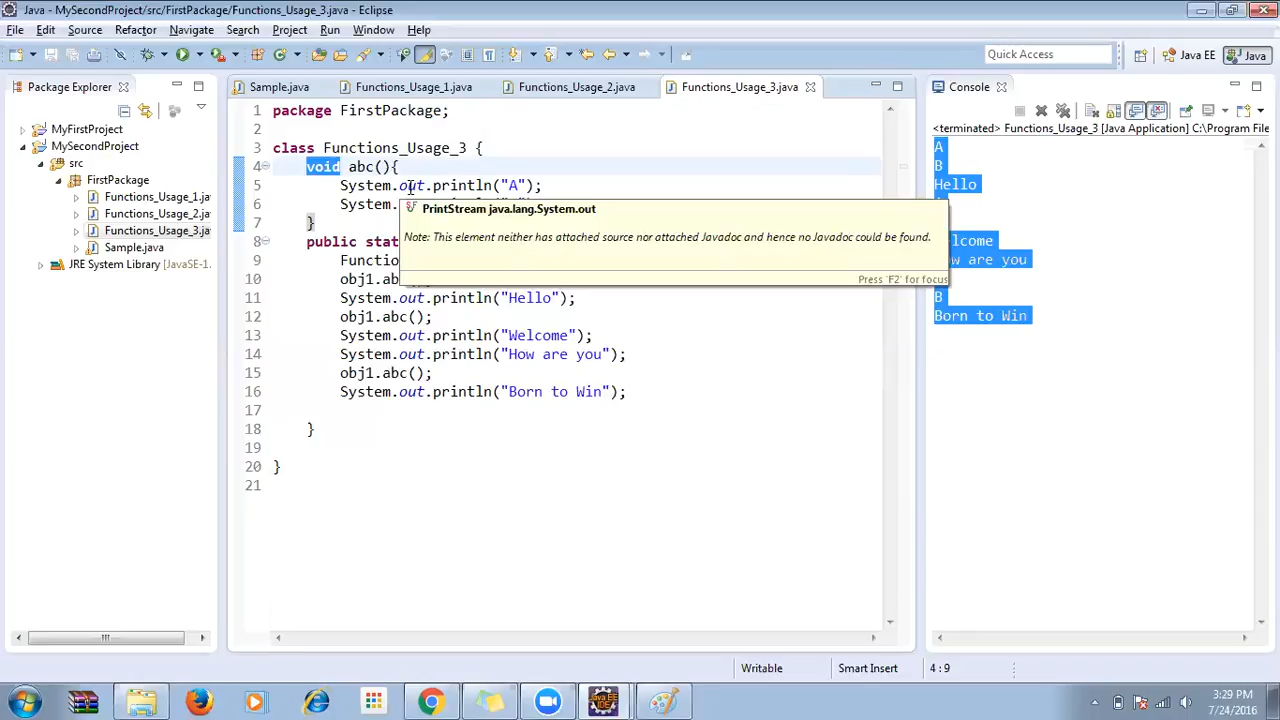 Java - MySecondProject/src/FirstPackage/Functions_Usage_3.java - Eclipse
File Edit Source Refactor Navigate Search Project Run Window Help
Quick Access
Java EE
Java
Package Explorer
Sample.java
Functions_Usage_1.java
Functions_Usage_2.java
Functions_Usage_3.java
Console
MyFirstProject
MySecondProject
src
FirstPackage
Functions_Usage_1.ja
Functions_Usage_2.ja
Functions_Usage_3.ja
Sample.java
JRE System Library [JavaSE-1.
1 package FirstPackage;
2
3 class Functions_Usage_3 {
4 void abc(){
5 System.out.println("A");
6 System.
7 }
8 public stat
9 Functio
10 obj1.ab
11 System.out.println("Hello");
12 obj1.abc();
13 System.out.println("Welcome");
14 System.out.println("How are you");
15 obj1.abc();
16 System.out.println("Born to Win");
17
18 }
19
20 }
21
PrintStream java.lang.System.out
Note: This element neither has attached source nor attached Javadoc and hence no Javadoc could be found.
Press 'F2' for focus
<terminated> Functions_Usage_3 [Java Application] C:\Program File
A
B
Hello
lcome
w are you
B
Born to Win
Writable
Smart Insert
4 : 9
3:29 PM
7/24/2016